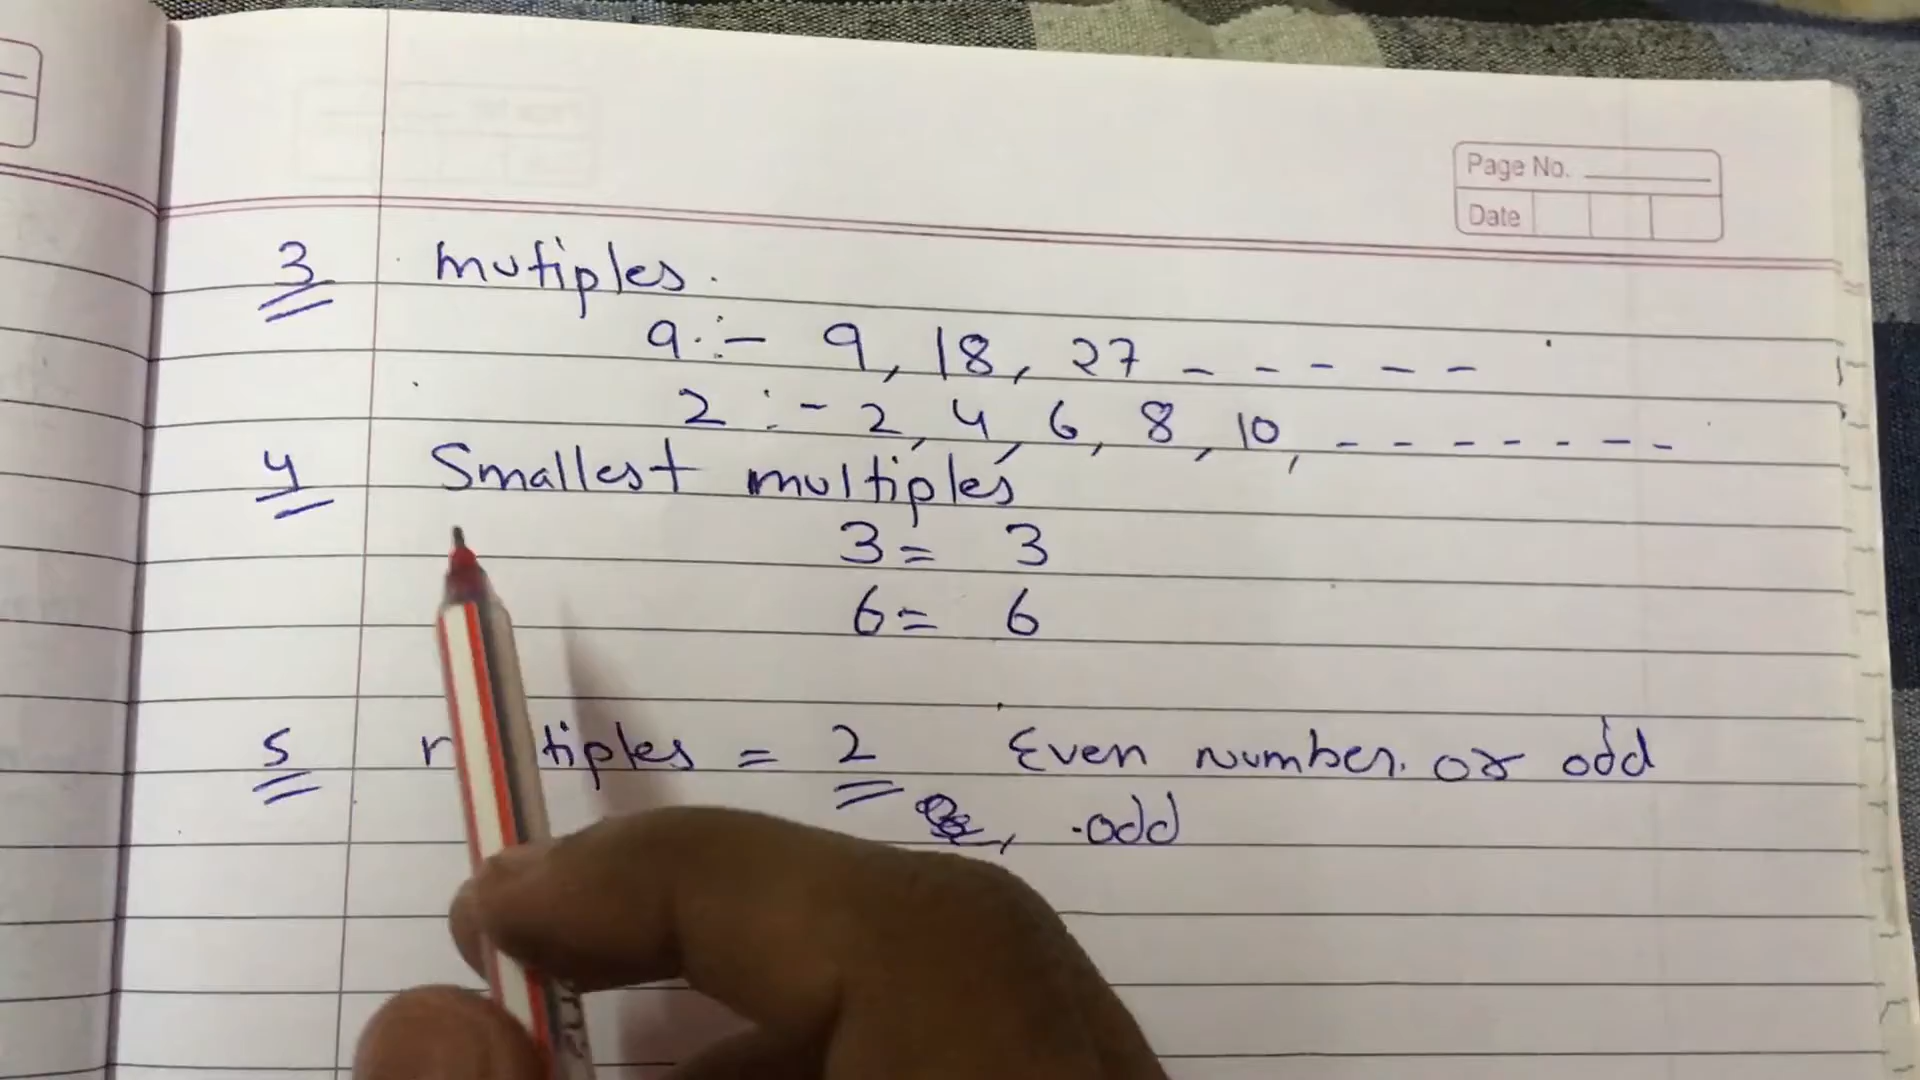 Page No.
Date
3 mutiples.
9 :- 9, 18, 27 - - - - -
2 :- 2, 4, 6, 8, 10, - - - - - - -
4 Smallest multiples
3 = 3
6 = 6
5 tiples = 2 Even number. or odd
, odd